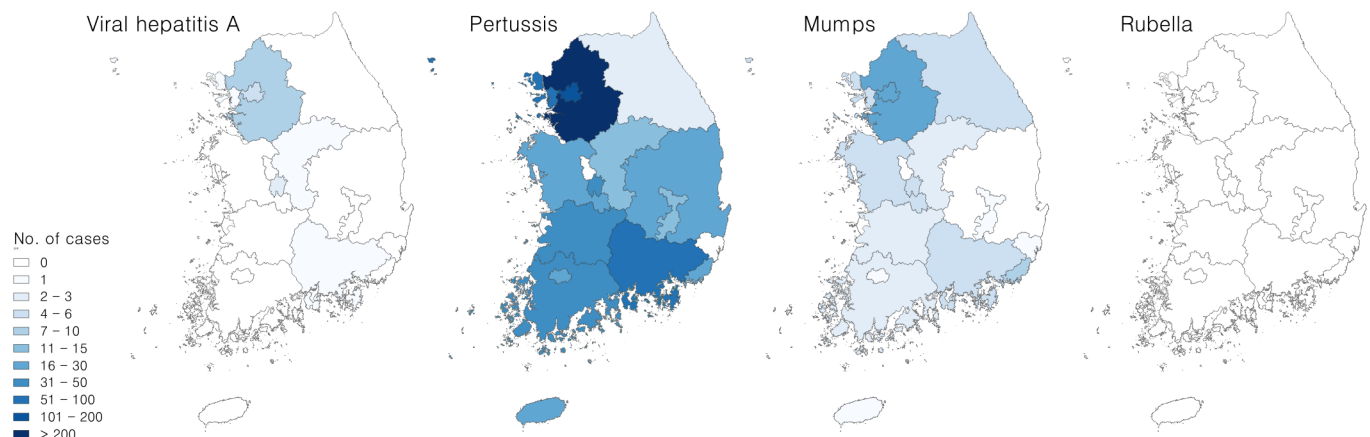 Viral hepatitis A
Pertussis
Mumps
Rubella
No. of cases
0
1
2 – 3
4 – 6
7 – 10
11 – 15
16 – 30
31 – 50
51 – 100
101 – 200
> 200